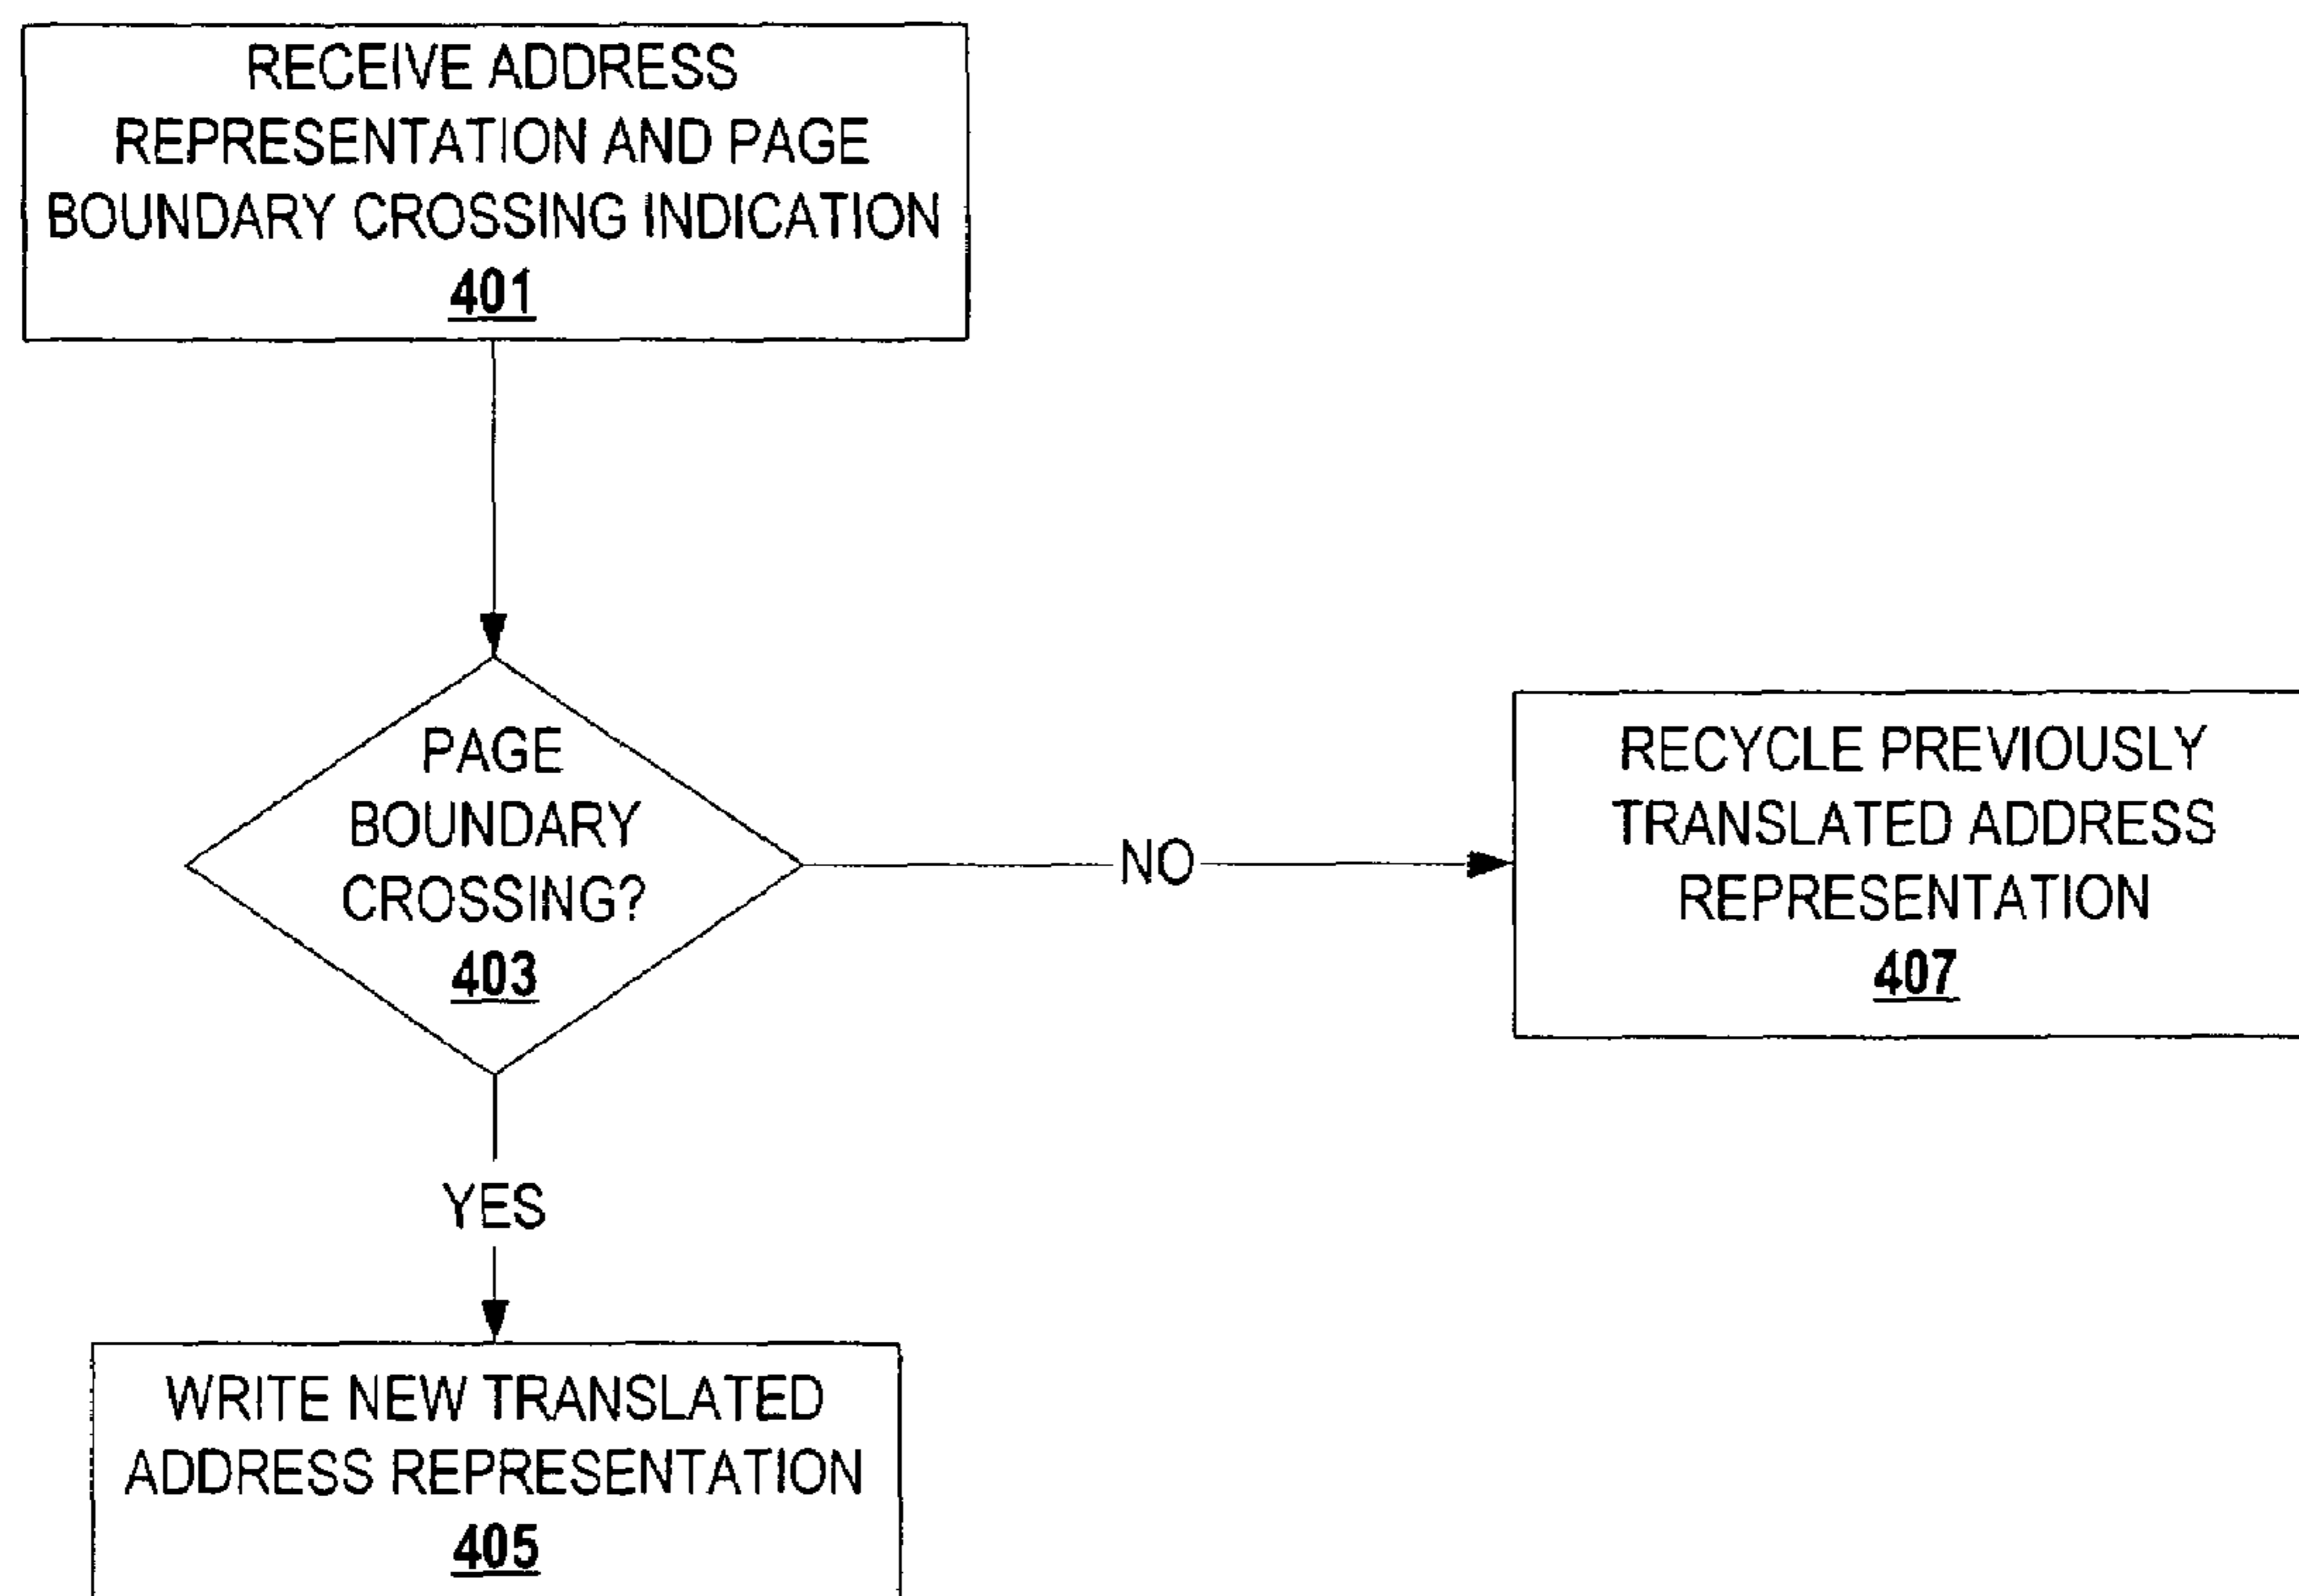 RECEIVE ADDRESS
REPRESENTATION AND PAGE
BOUNDARY CROSSING INDICATION
401
PAGE
BOUNDARY
CROSSING?
403
NO
RECYCLE PREVIOUSLY
TRANSLATED ADDRESS
REPRESENTATION
407
YES
WRITE NEW TRANSLATED
ADDRESS REPRESENTATION
405